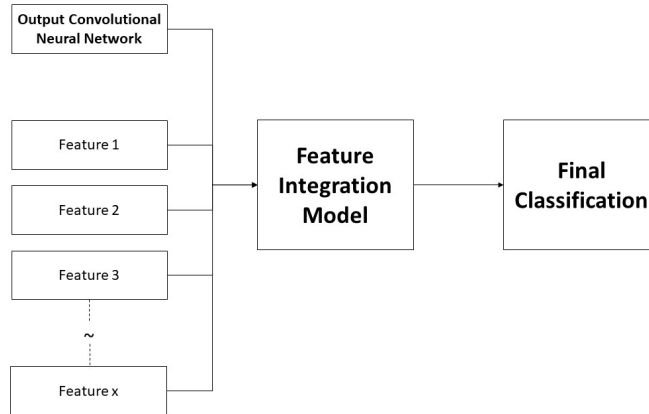 Output Convolutional
Neural Network
Feature 1
Feature 2
Feature 3
~
Feature x
Feature
Integration
Model
Final
Classification